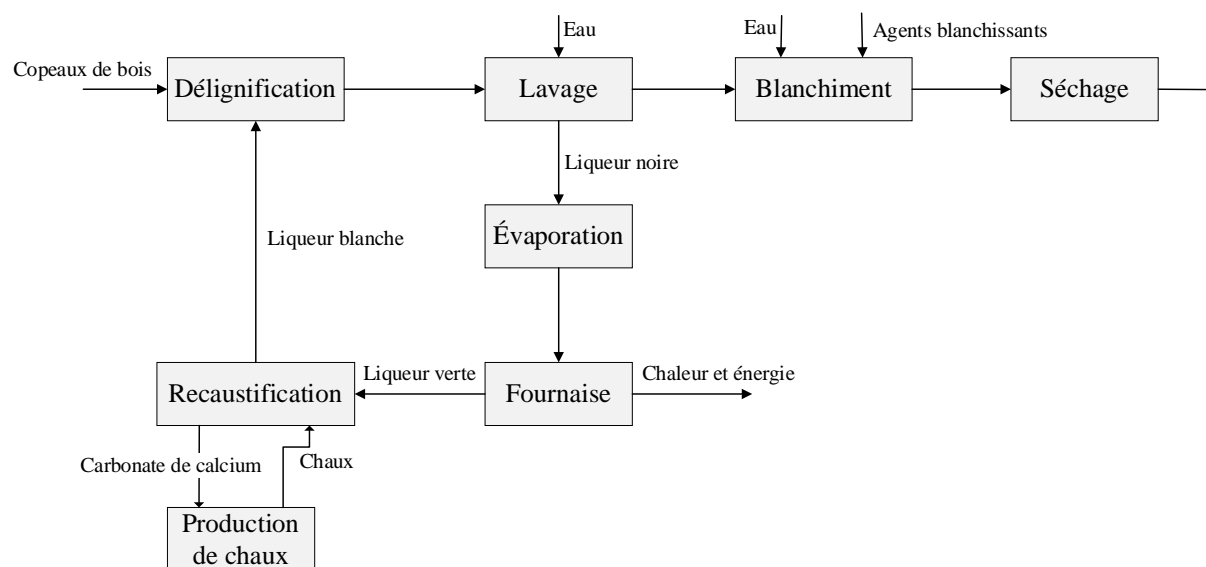 Eau
Eau
Agents blanchissants
Copeaux de bois
Délignification
Lavage
Blanchiment
Séchage
Liqueur noire
Liqueur blanche
Évaporation
Recaustification
Liqueur verte
Fournaise
Chaleur et énergie
Carbonate de calcium
Chaux
Production
de chaux